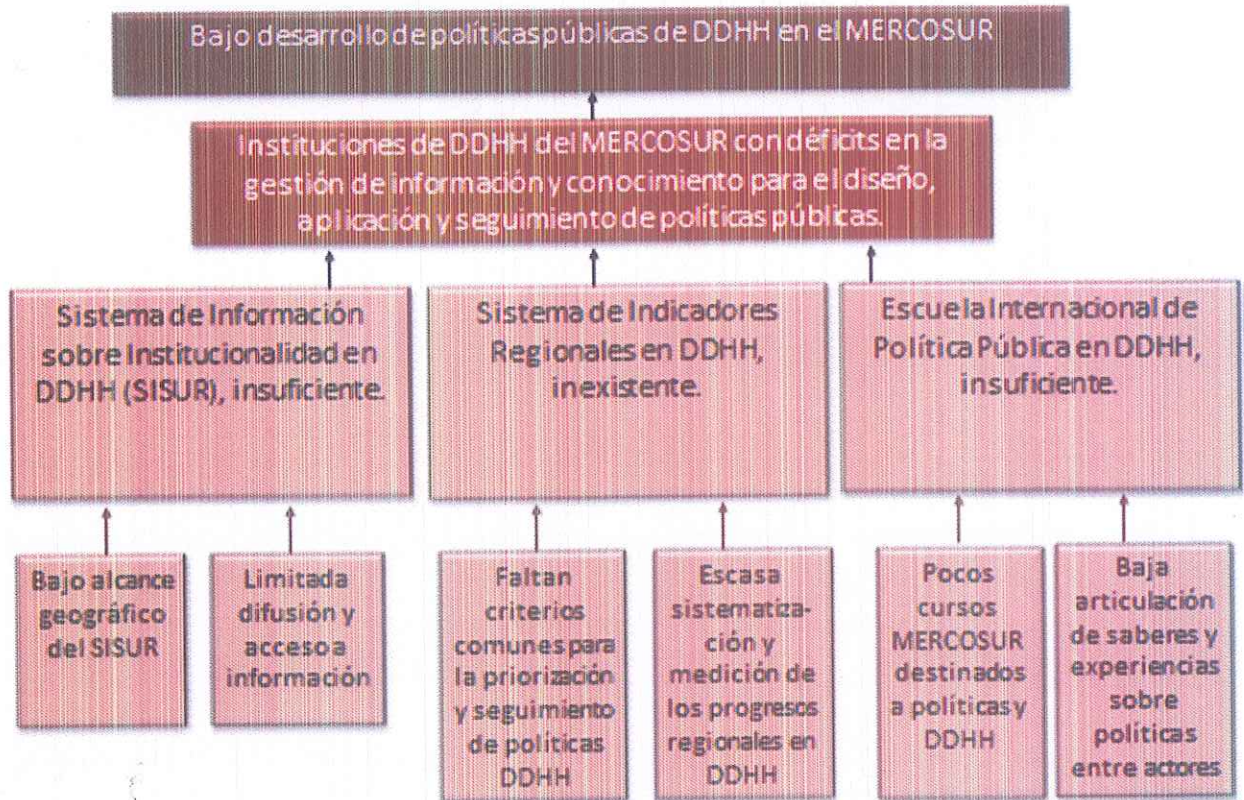 Bajo desarrollo de políticas públicas de DDHH en el MERCOSUR
Instituciones de DDHH del MERCOSUR con déficits en la
gestión de información y conocimiento para el diseño,
aplicación y seguimiento de políticas públicas.
Sistema de Información
sobre Institucionalidad en
DDHH (SISUR), insuficiente.
Sistema de Indicadores
Regionales en DDHH,
inexistente.
Escuela Internacional de
Política Pública en DDHH,
insuficiente.
Bajo alcance
geográfico
del SISUR
Limitada
difusión y
acceso a
información
Faltan
criterios
comunes para
la priorización
y seguimiento
de políticas
DDHH
Escasa
sistematiza-
ción y
medición de
los progresos
regionales en
DDHH
Pocos
cursos
MERCOSUR
destinados
a políticas y
DDHH
Baja
articulación
de saberes y
experiencias
sobre
políticas
entre actores